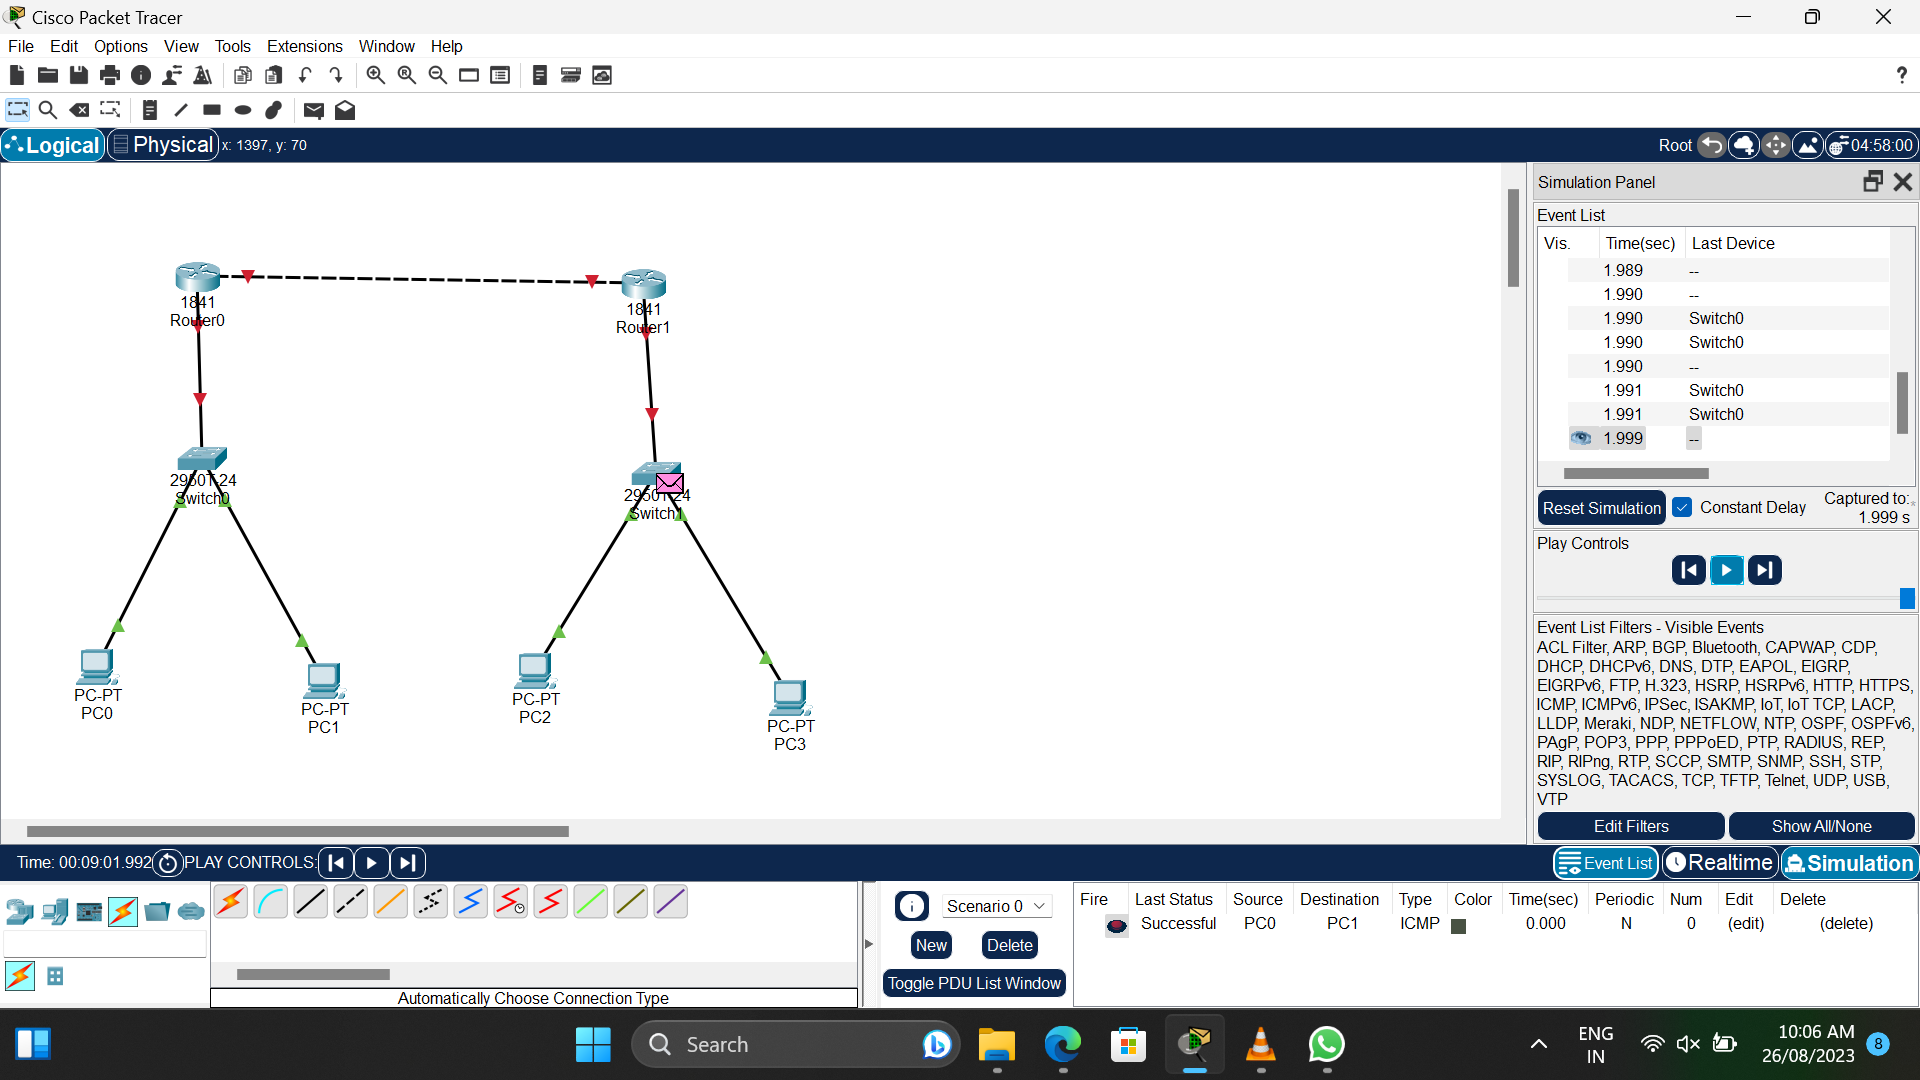 Cisco Packet Tracer
File Edit Options View Tools Extensions Window Help
?
Logical Physical x: 1397, y: 70 Root 04:58:00
Simulation Panel
Event List
Vis. Time(sec) Last Device
1.989 --
1.990 --
1.990 Switch0
1.990 Switch0
1.990 --
1.991 Switch0
1.991 Switch0
1.999 --
Reset Simulation Constant Delay Captured to:
1.999 s
Play Controls
Event List Filters - Visible Events
ACL Filter, ARP, BGP, Bluetooth, CAPWAP, CDP,
DHCP, DHCPv6, DNS, DTP, EAPOL, EIGRP,
EIGRPv6, FTP, H.323, HSRP, HSRPv6, HTTP, HTTPS,
ICMP, ICMPv6, IPSec, ISAKMP, IoT, IoT TCP, LACP,
LLDP, Meraki, NDP, NETFLOW, NTP, OSPF, OSPFv6,
PAgP, POP3, PPP, PPPoED, PTP, RADIUS, REP,
RIP, RIPng, RTP, SCCP, SMTP, SNMP, SSH, STP,
SYSLOG, TACACS, TCP, TFTP, Telnet, UDP, USB,
VTP
Edit Filters Show All/None
1841
Router0
1841
Router1
2950T-24
Switch0
2950T-24
Switch1
PC-PT
PC0
PC-PT
PC1
PC-PT
PC2
PC-PT
PC3
Time: 00:09:01.992 PLAY CONTROLS:
Event List Realtime Simulation
Automatically Choose Connection Type
Scenario 0
New Delete
Toggle PDU List Window
Fire Last Status Source Destination Type Color Time(sec) Periodic Num Edit Delete
Successful PC0 PC1 ICMP 0.000 N 0 (edit) (delete)
Search
ENG
IN
10:06 AM
26/08/2023
8